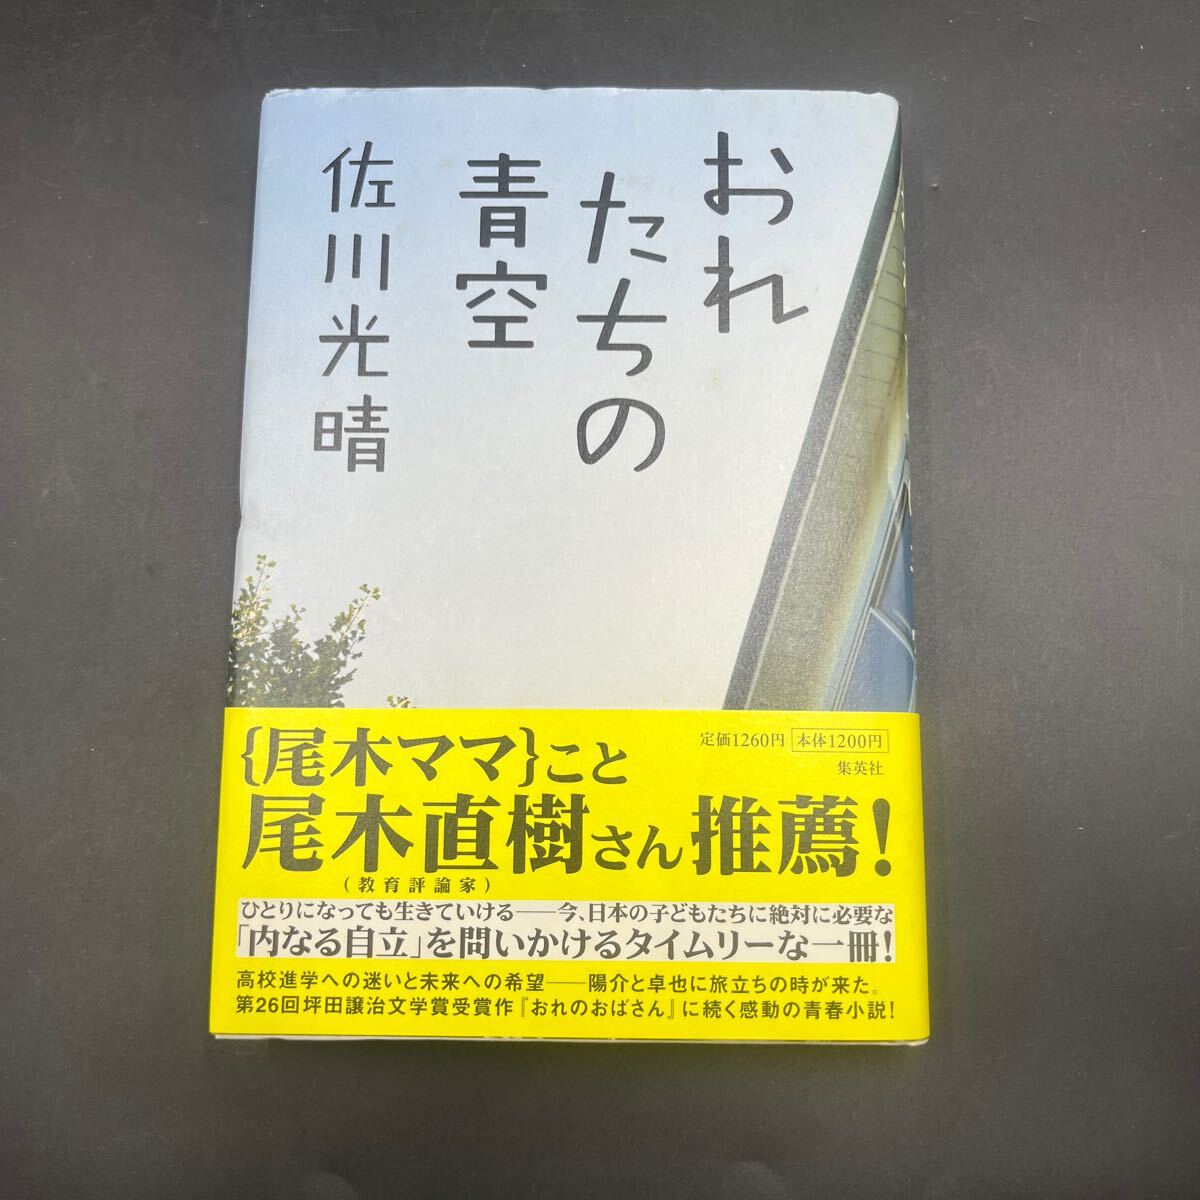 おれ
たちの
青空
佐川光晴
{尾木ママ}こと
定価1260円 本体1200円
集英社
尾木直樹さん推薦!
(教育評論家)
ひとりになっても生きていける──今、日本の子どもたちに絶対に必要な
「内なる自立」を問いかけるタイムリーな一冊!
高校進学への迷いと未来への希望──陽介と卓也に旅立ちの時が来た。
第26回坪田譲治文学賞受賞作『おれのおばさん』に続く感動の青春小説!